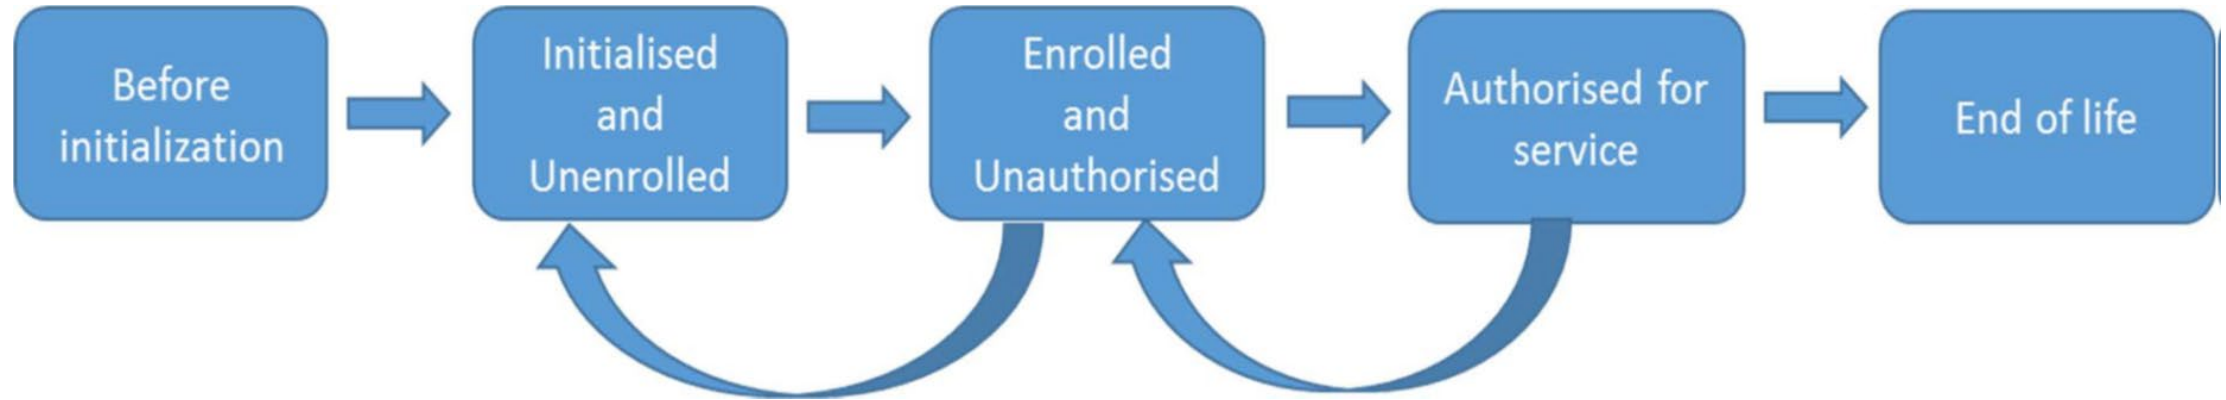 Before
initialization
Initialised
and
Unenrolled
Enrolled
and
Unauthorised
Authorised for
service
End of life